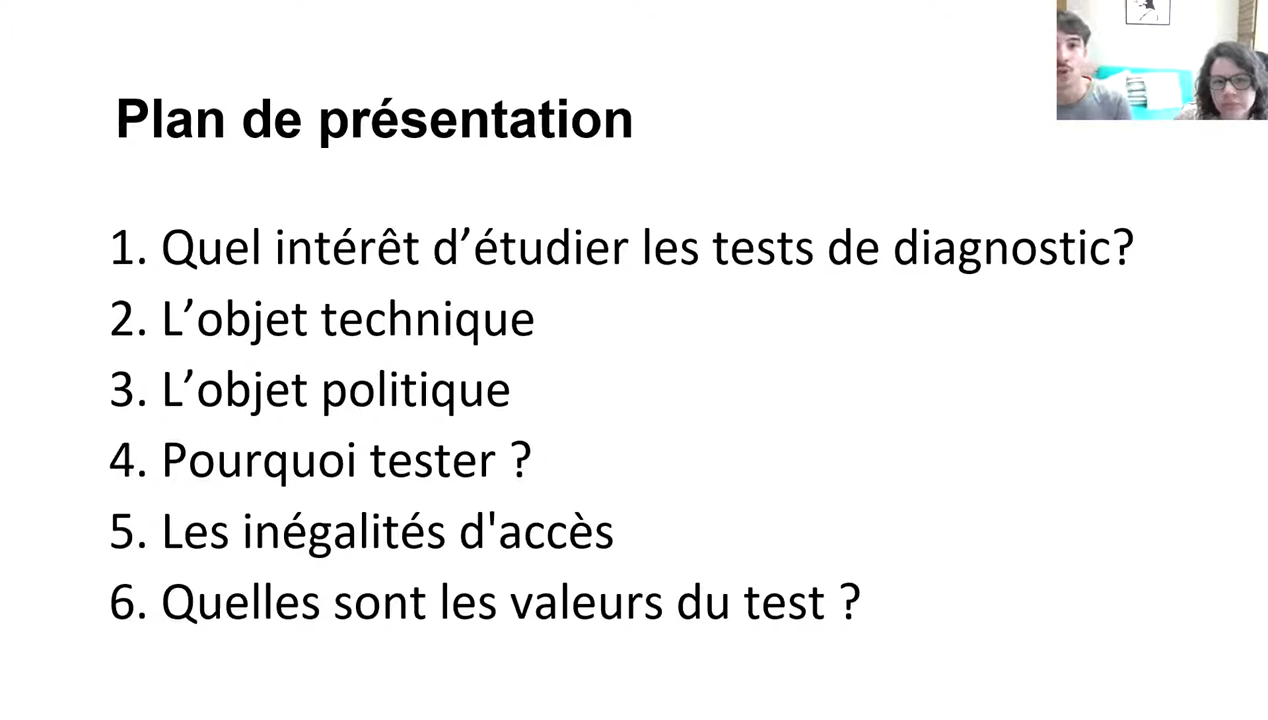 Plan de présentation
1. Quel intérêt d’étudier les tests de diagnostic?
2. L’objet technique
3. L’objet politique
4. Pourquoi tester ?
5. Les inégalités d'accès
6. Quelles sont les valeurs du test ?